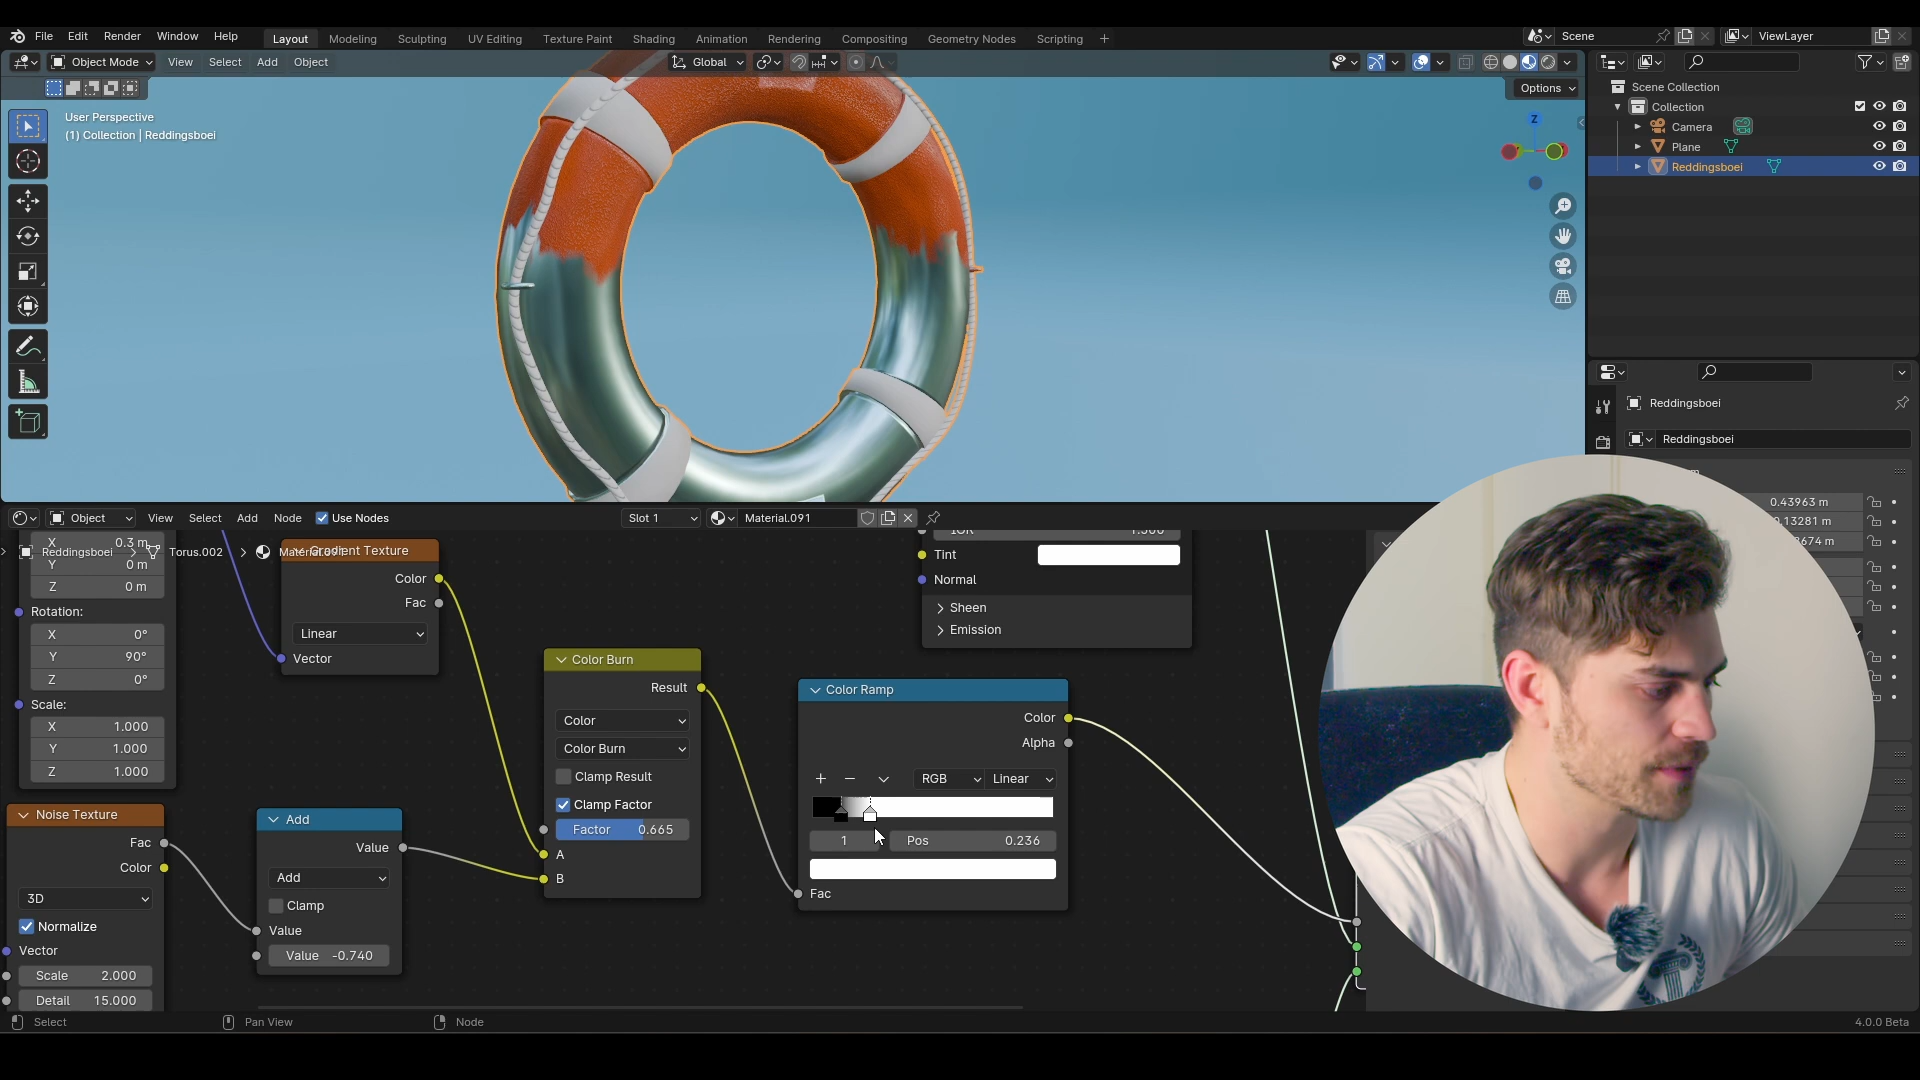 File Edit Render Window Help Layout Modeling Sculpting UV Editing Texture Paint Shading Animation Rendering Compositing Geometry Nodes Scripting + Scene ViewLayer
Object Mode View Select Add Object Global
Options
User Perspective
(1) Collection | Reddingsboei
Z
Scene Collection
Collection
Camera
Plane
Reddingsboei
Reddingsboei
Reddingsboei
0.43963 m
0.13281 m
8674 m
Object View Select Add Node Use Nodes Slot 1 Material.091
Reddingsboei > Torus.002 >
X 0.3 m
Y 0 m
Z 0 m
Rotation:
X 0°
Y 90°
Z 0°
Scale:
X 1.000
Y 1.000
Z 1.000
Gradient Texture
Color
Fac
Linear
Vector
Noise Texture
Fac
Color
3D
Normalize
Vector
Scale 2.000
Detail 15.000
Add
Value
Add
Clamp
Value
Value -0.740
Color Burn
Result
Color
Color Burn
Clamp Result
Clamp Factor
Factor 0.665
A
B
IOR 1.500
Tint
Normal
Sheen
Emission
Color Ramp
Color
Alpha
+ − RGB Linear
1 Pos 0.236
Fac
Select Pan View Node 4.0.0 Beta